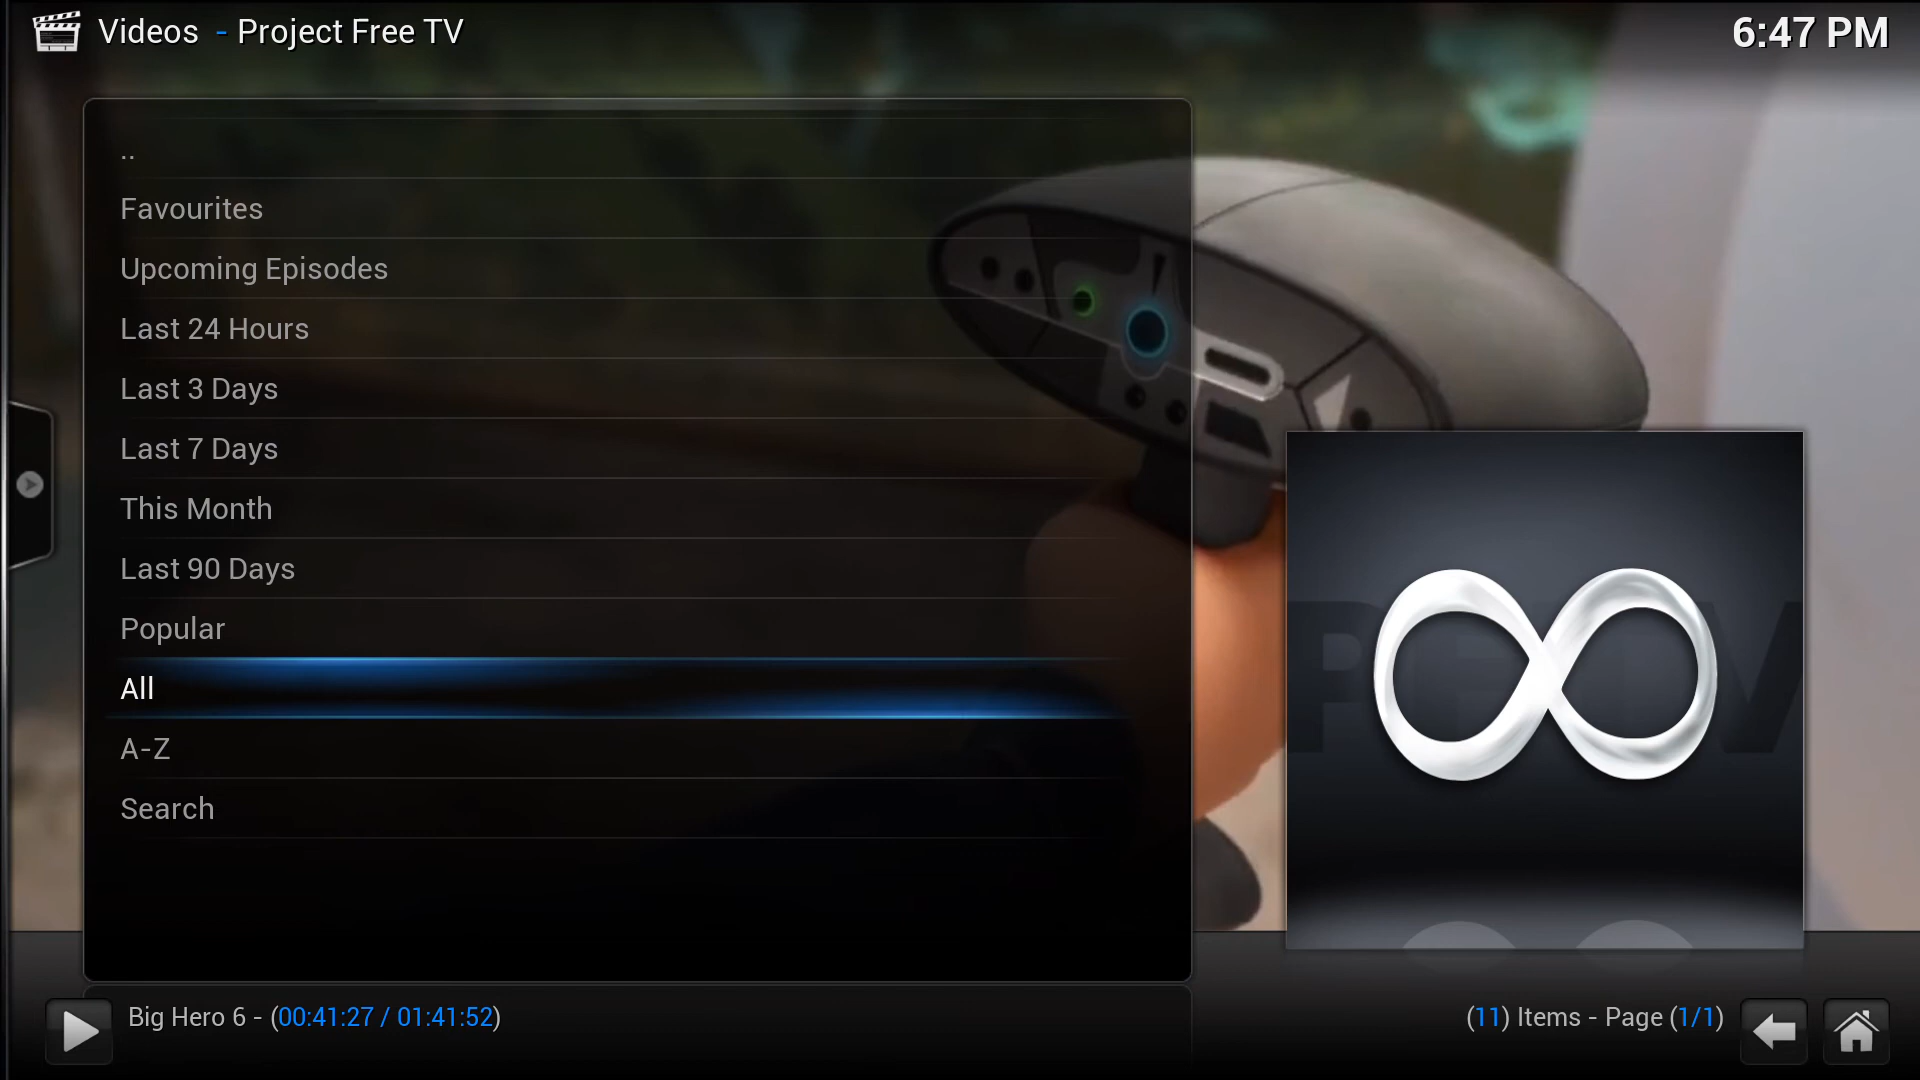 Videos - Project Free TV
6:47 PM
..
Favourites
Upcoming Episodes
Last 24 Hours
Last 3 Days
Last 7 Days
This Month
Last 90 Days
Popular
All
A-Z
Search
Big Hero 6 - (00:41:27 / 01:41:52)
(11) Items - Page (1/1)